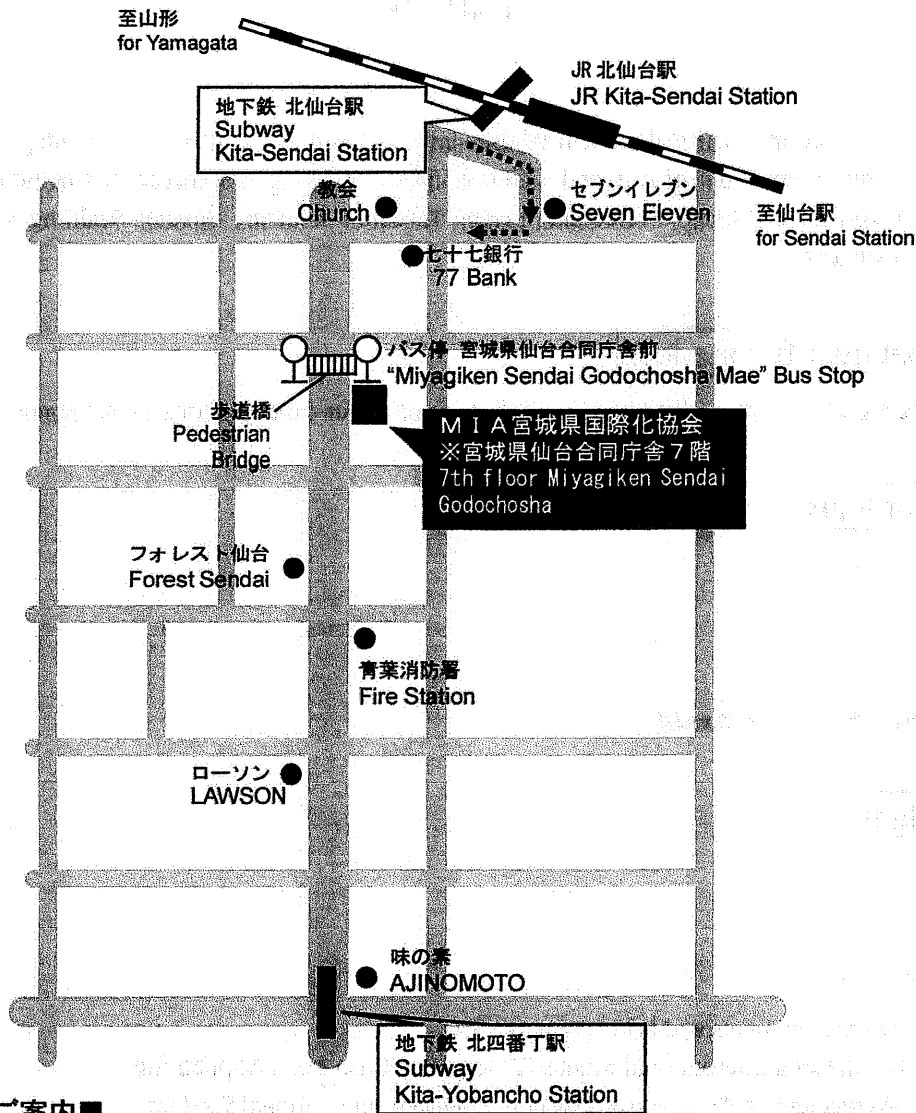 至山形
for Yamagata
JR 北仙台駅
JR Kita-Sendai Station
地下鉄 北仙台駅
Subway
Kita-Sendai Station
教会
Church
セブンイレブン
Seven Eleven
至仙台駅
for Sendai Station
七十七銀行
77 Bank
バス停 宮城県仙台合同庁舎前
“Miyagiken Sendai Godochosha Mae” Bus Stop
歩道橋
Pedestrian
Bridge
ＭＩＡ宮城県国際化協会
※宮城県仙台合同庁舎７階
7th floor Miyagiken Sendai
Godochosha
フォレスト仙台
Forest Sendai
青葉消防署
Fire Station
ローソン
LAWSON
味の素
AJINOMOTO
地下鉄 北四番丁駅
Subway
Kita-Yobancho Station
ご案内■